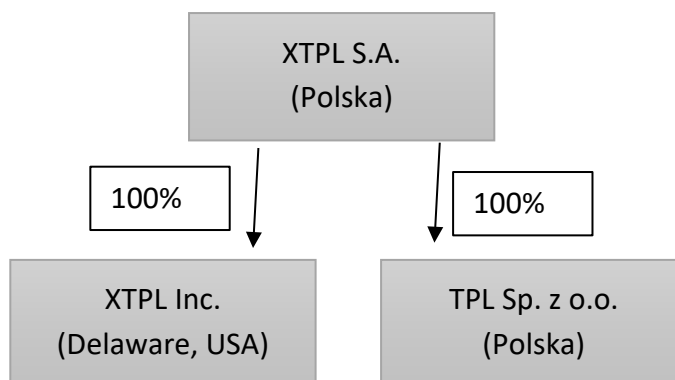 XTPL S.A.
(Polska)
100%
100%
XTPL Inc.
(Delaware, USA)
TPL Sp. z o.o.
(Polska)